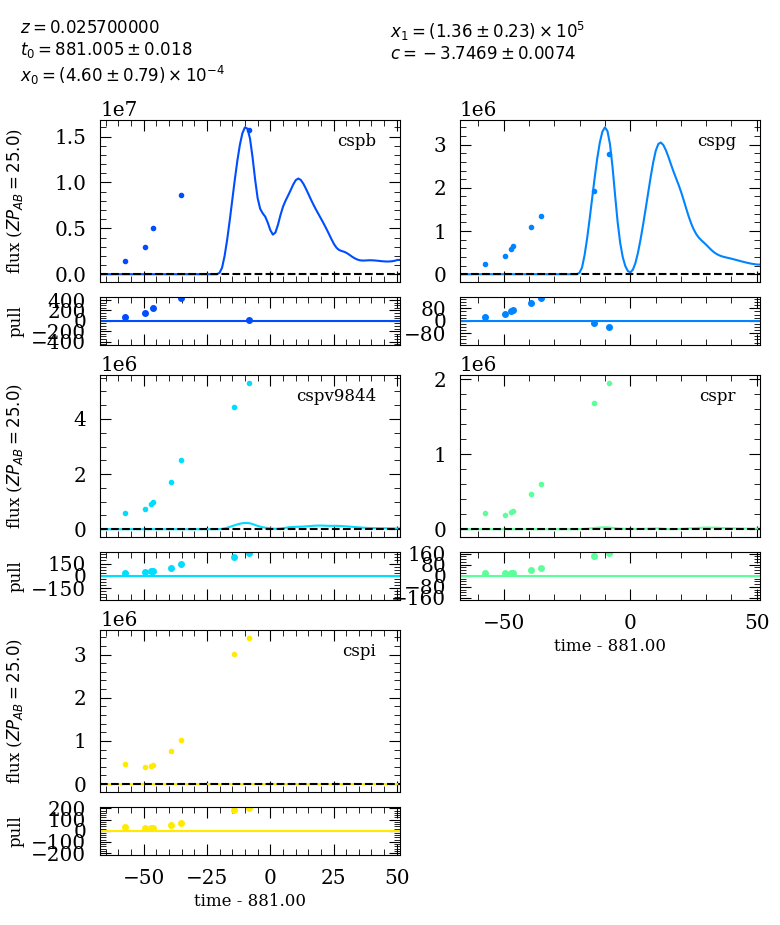 z = 0.025700000
t₀ = 881.005 ± 0.018
x₀ = (4.60 ± 0.79) × 10⁻⁴
x₁ = (1.36 ± 0.23) × 10⁵
c = −3.7469 ± 0.0074
1e7
cspb
flux (ZP_AB = 25.0)
1.5
1.0
0.5
0.0
pull
400
200
0
−200
−400
1e6
cspg
3
2
1
0
80
0
−80
1e6
cspv9844
flux (ZP_AB = 25.0)
4
2
0
pull
150
0
−150
1e6
cspr
2
1
0
160
80
0
−80
−160
−50 0 50
time - 881.00
1e6
cspi
flux (ZP_AB = 25.0)
3
2
1
0
pull
200
100
0
−100
−200
−50 −25 0 25 50
time - 881.00